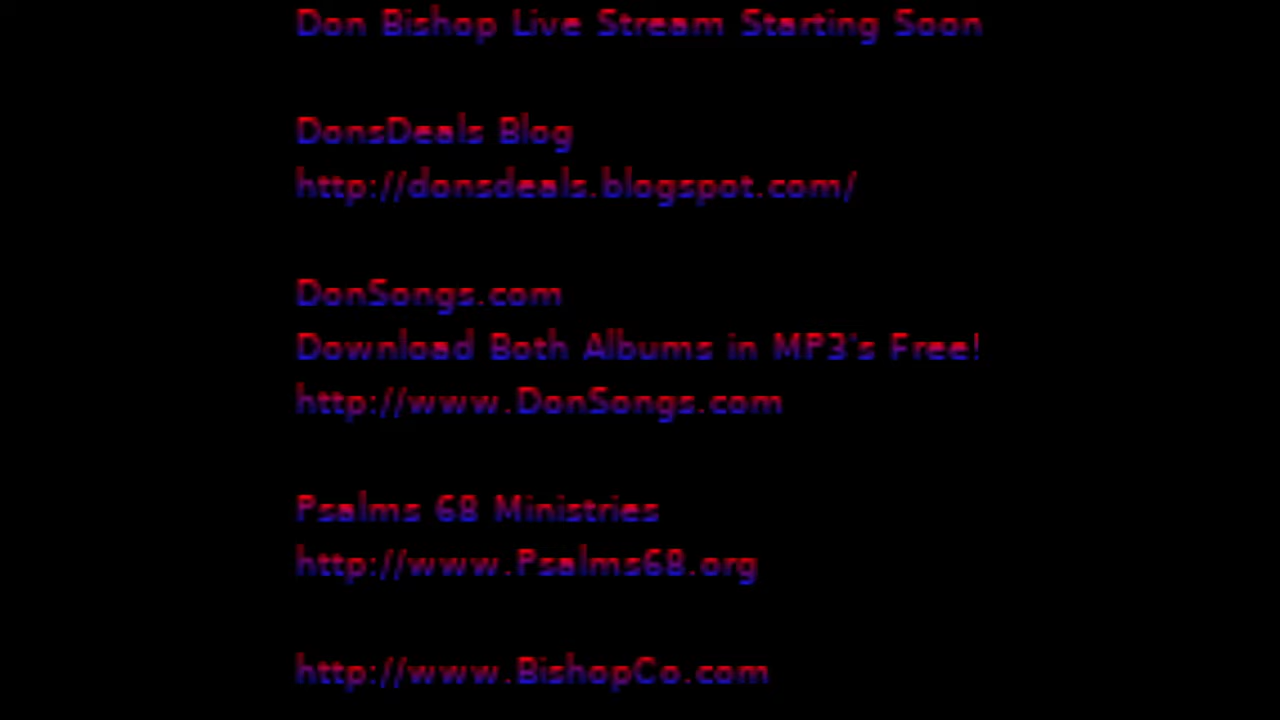 Don Bishop Live Stream Starting Soon
DonsDeals Blog
http://donsdeals.blogspot.com/
DonSongs.com
Download Both Albums in MP3's Free!
http://www.DonSongs.com
Psalms 68 Ministries
http://www.Psalms68.org
http://www.BishopCo.com